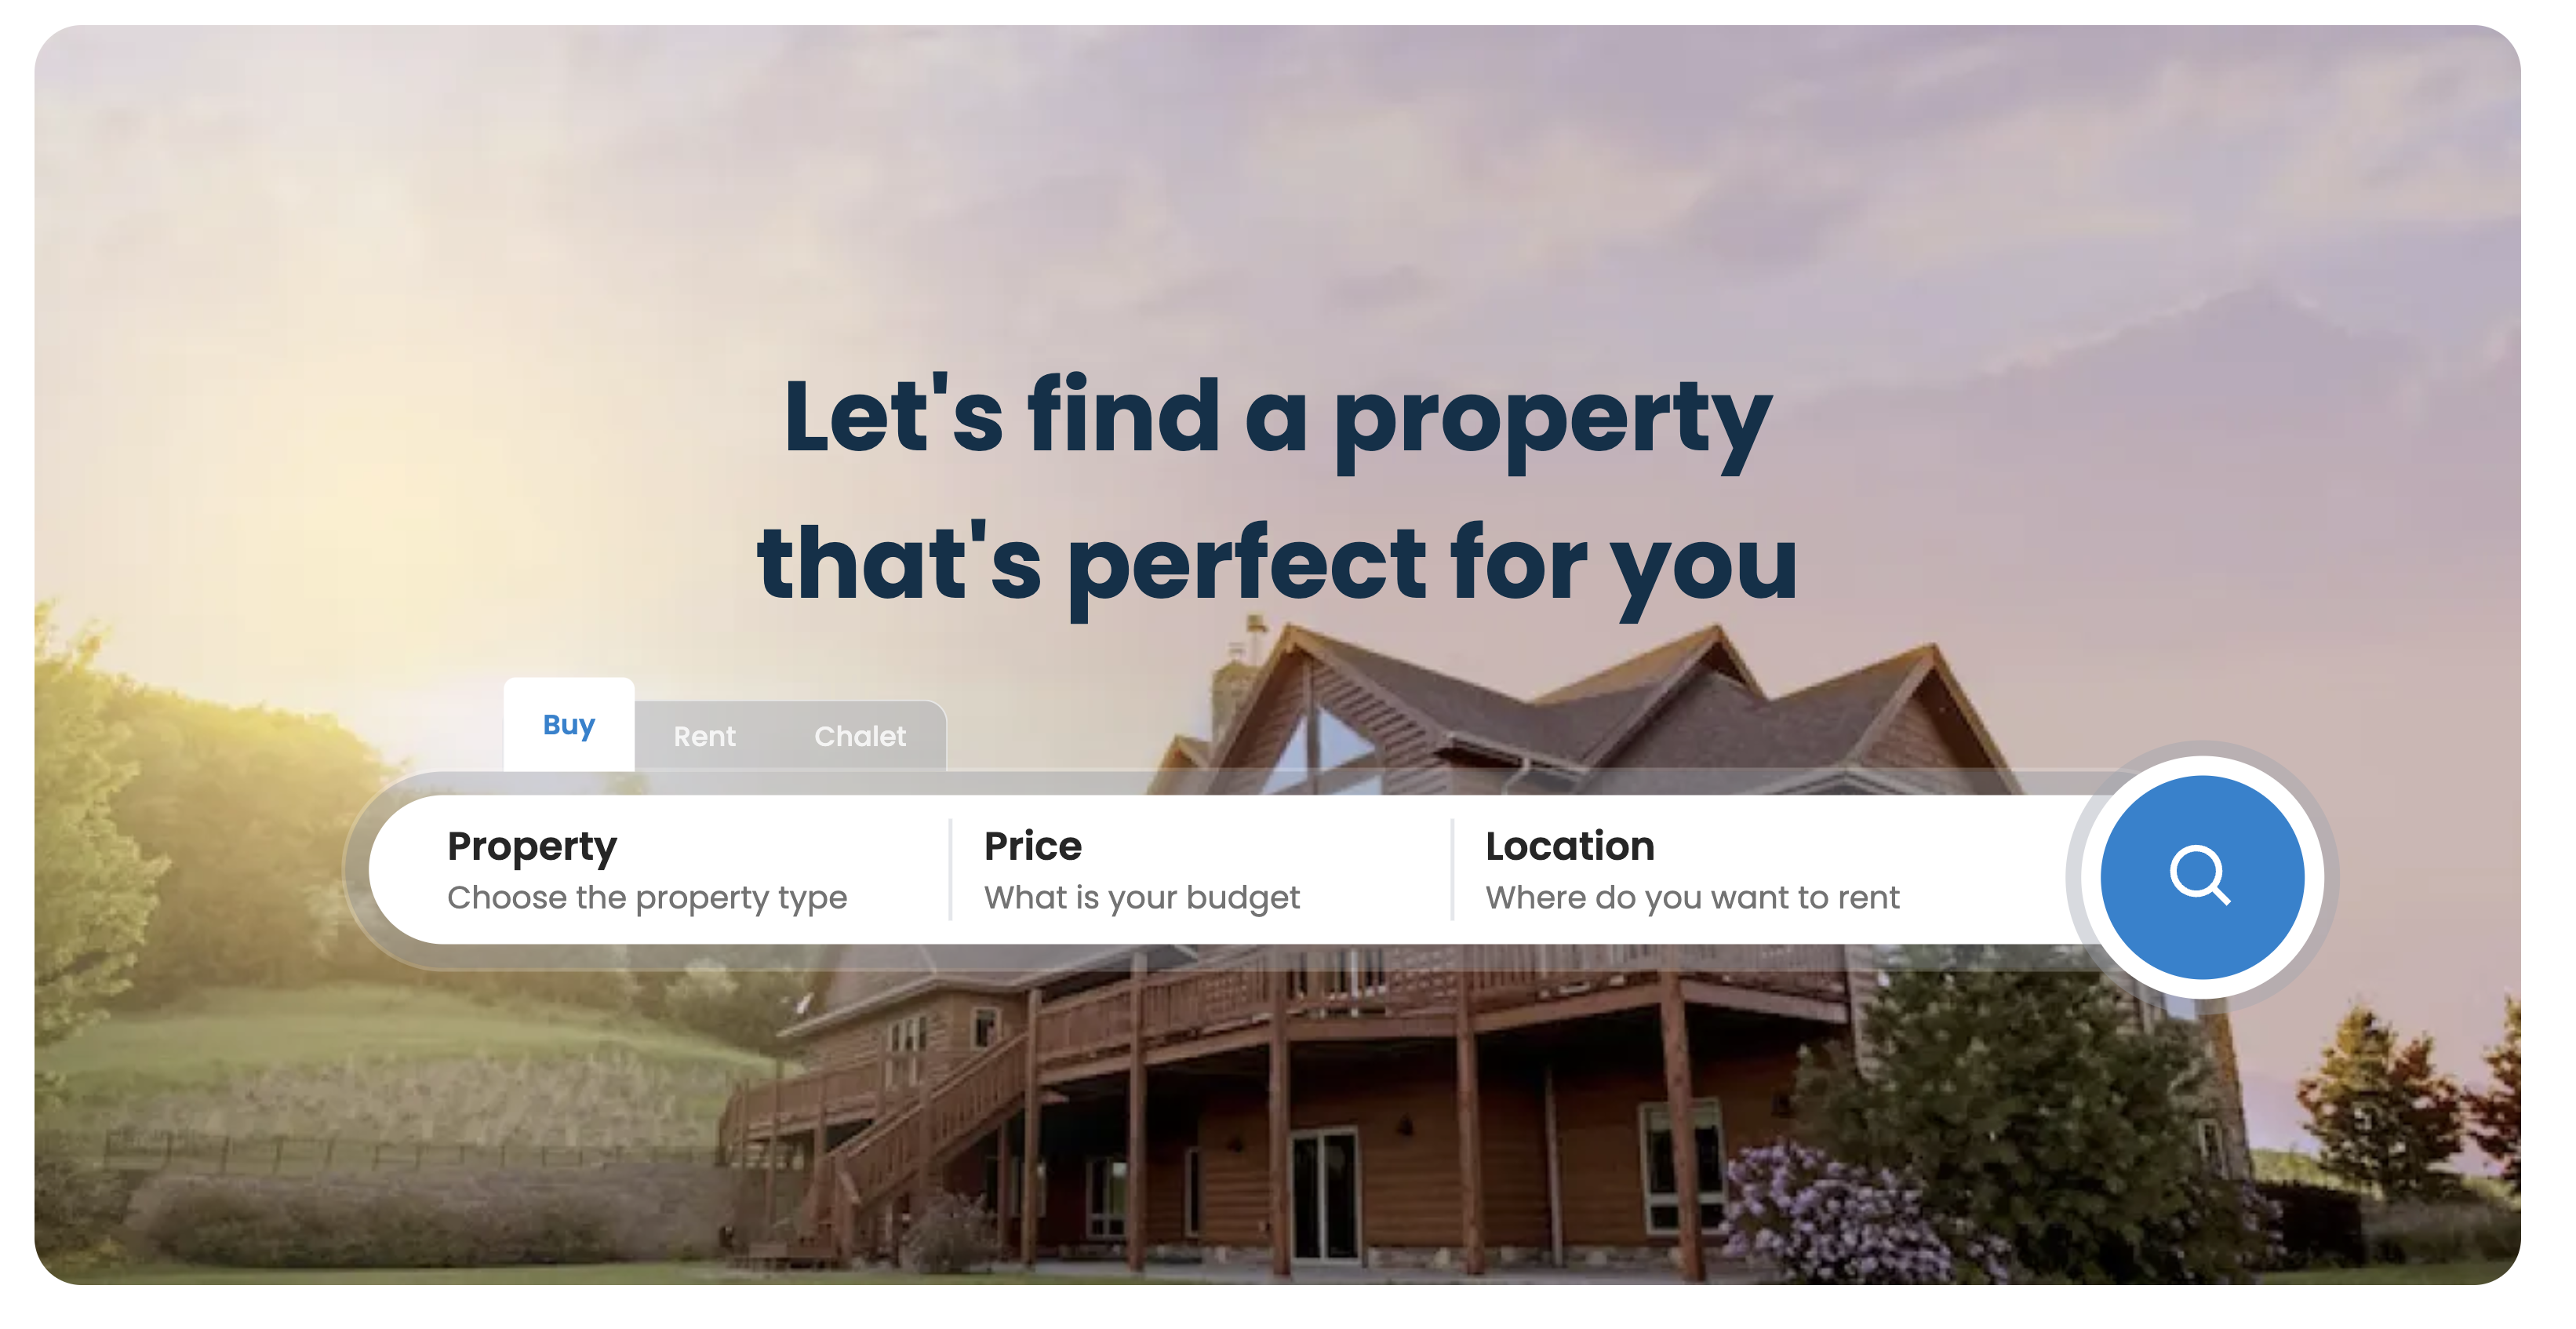 Let's find a property
that's perfect for you
Buy
Rent
Chalet
Property
Choose the property type
Price
What is your budget
Location
Where do you want to rent